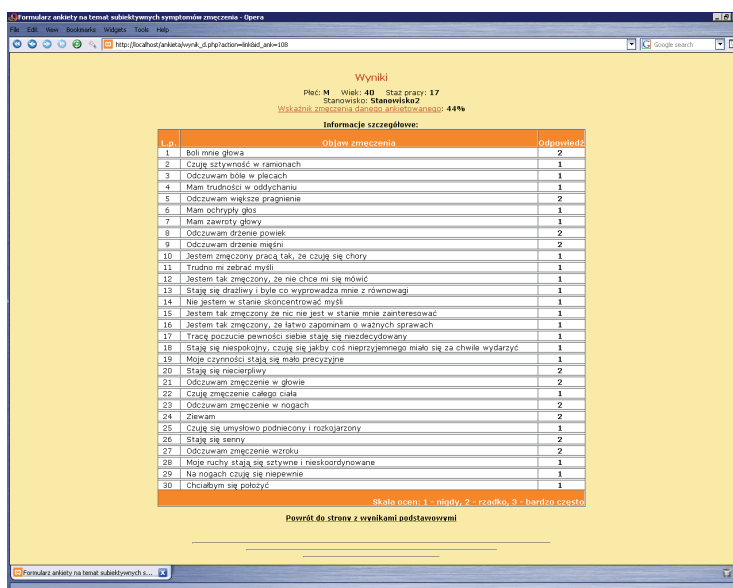 Formularz ankiety na temat subiektywnych symptomów zmęczenia - Opera
File Edit View Bookmarks Widgets Tools Help
http://localhost/ankieta/wynik_d.php?action=link&id_ank=108
Google search
Wyniki
Płeć: M Wiek: 40 Staż pracy: 17
Stanowisko: Stanowisko2
Wskaźnik zmęczenia danego ankietowanego: 44%
Informacje szczegółowe:
L.p. Objaw zmęczenia Odpowiedź
1 Boli mnie głowa 2
2 Czuję sztywność w ramionach 1
3 Odczuwam bóle w plecach 1
4 Mam trudności w oddychaniu 1
5 Odczuwam większe pragnienie 2
6 Mam ochrypły głos 1
7 Mam zawroty głowy 1
8 Odczuwam drżenie powiek 2
9 Odczuwam drżenie mięśni 2
10 Jestem zmęczony pracą tak, że czuję się chory 1
11 Trudno mi zebrać myśli 1
12 Jestem tak zmęczony, że nie chce mi się mówić 1
13 Staję się drażliwy i byle co wyprowadza mnie z równowagi 1
14 Nie jestem w stanie skoncentrować myśli 1
15 Jestem tak zmęczony że nic nie jest w stanie mnie zainteresować 1
16 Jestem tak zmęczony, że łatwo zapominam o ważnych sprawach 1
17 Tracę poczucie pewności siebie staję się niezdecydowany 1
18 Staję się niespokojny, czuję się jakby coś nieprzyjemnego miało się za chwile wydarzyć 1
19 Moje czynności stają się mało precyzyjne 1
20 Staję się niecierpliwy 2
21 Odczuwam zmęczenie w głowie 2
22 Czuję zmęczenie całego ciała 1
23 Odczuwam zmęczenie w nogach 2
24 Ziewam 2
25 Czuję się umysłowo podniecony i rozkojarzony 1
26 Staję się senny 2
27 Odczuwam zmęczenie wzroku 2
28 Moje ruchy stają się sztywne i nieskoordynowane 1
29 Na nogach czuję się niepewnie 1
30 Chciałbym się położyć 1
Skala ocen: 1 - nigdy, 2 - rzadko, 3 - bardzo często
Powrót do strony z wynikami podstawowymi
Formularz ankiety na temat subiektywnych s...